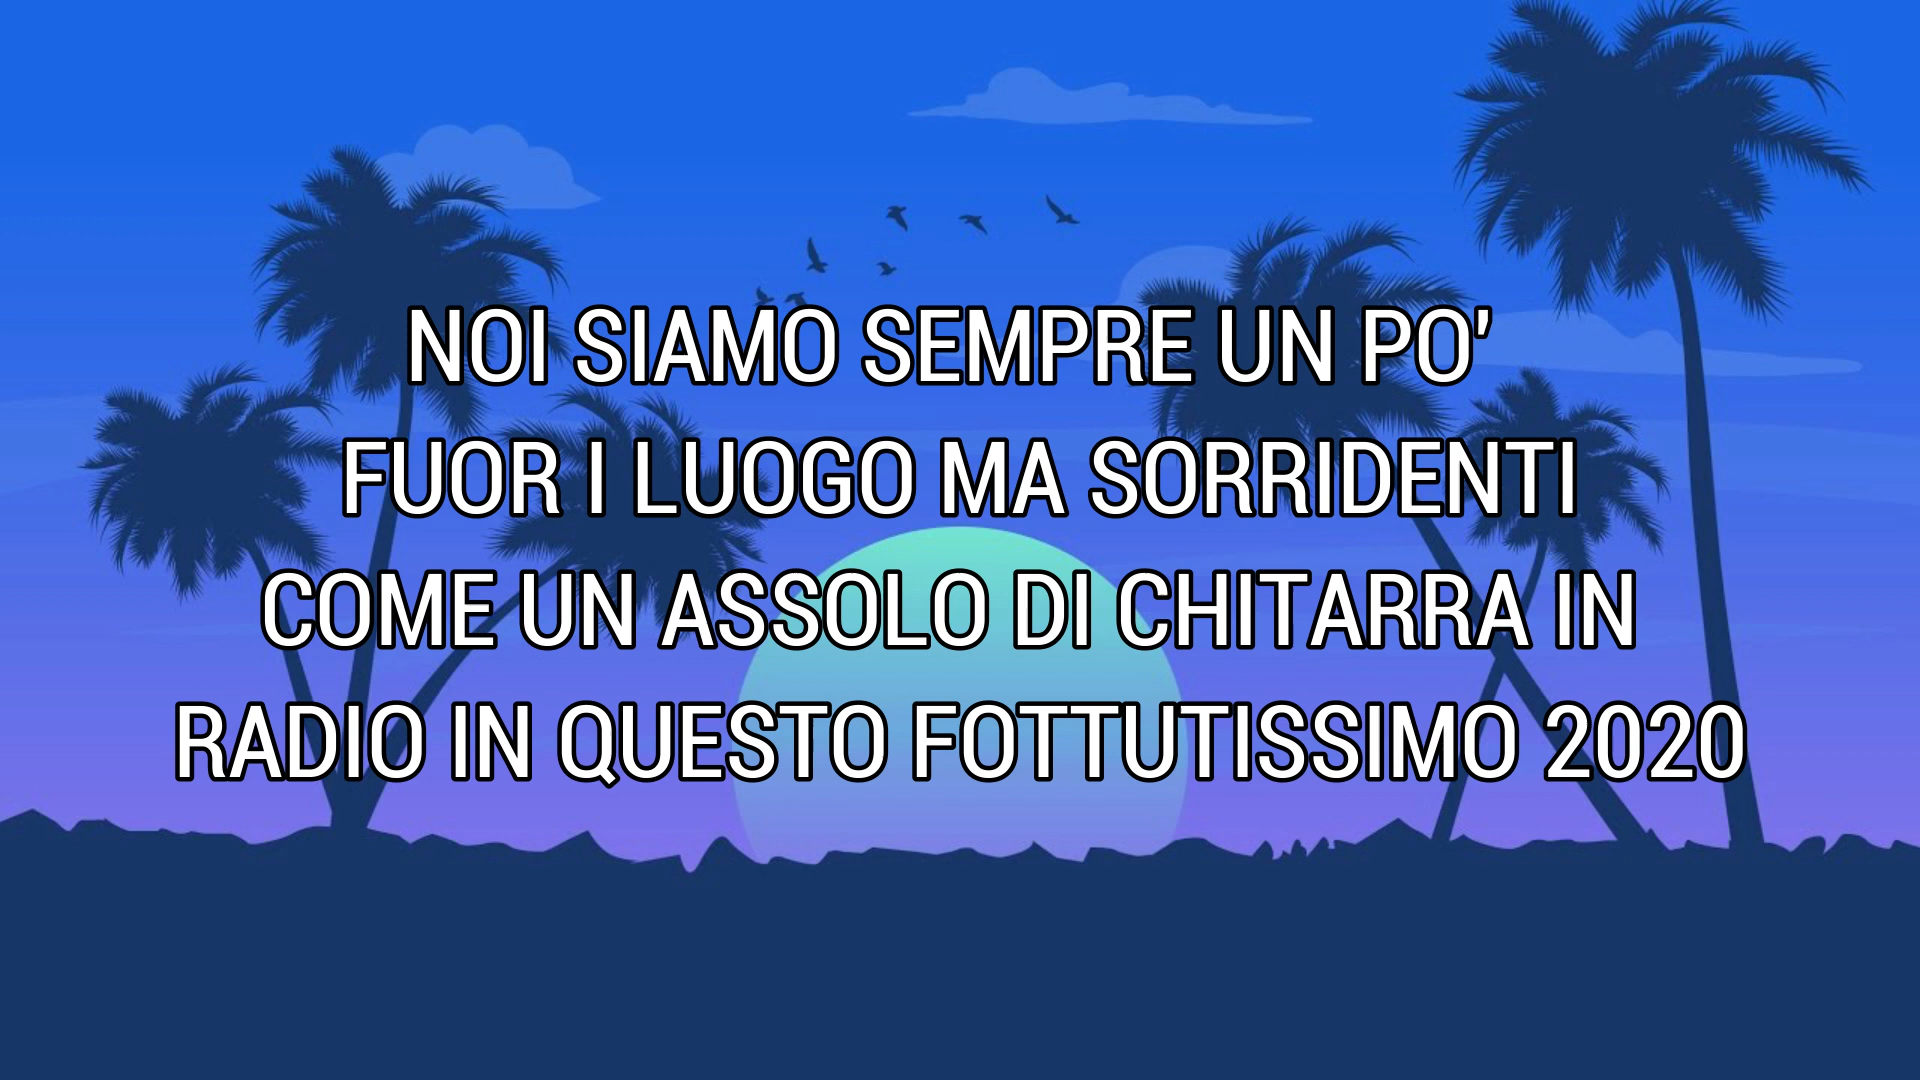 NOI SIAMO SEMPRE UN PO'
FUOR I LUOGO MA SORRIDENTI
COME UN ASSOLO DI CHITARRA IN
RADIO IN QUESTO FOTTUTISSIMO 2020